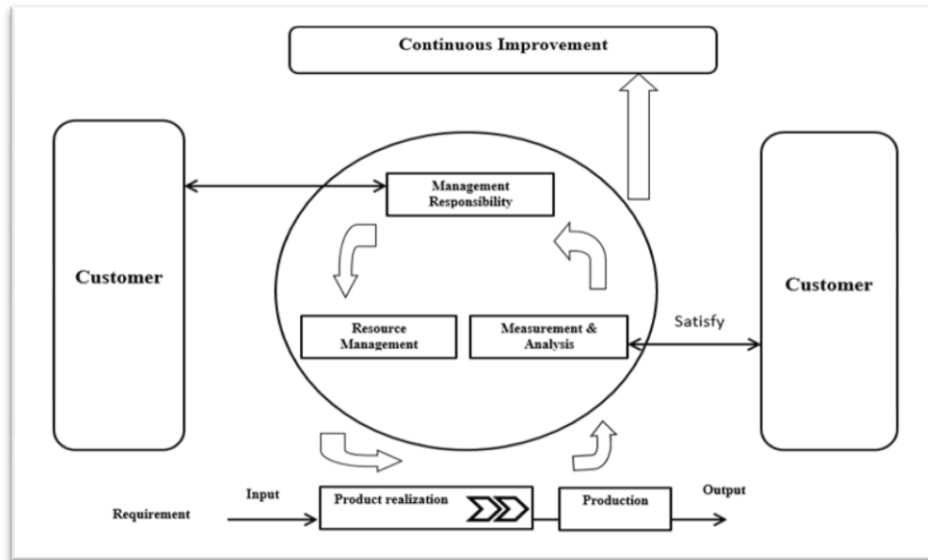 Continuous Improvement
Management
Responsibility
Customer
Customer
Resource
Management
Measurement &
Analysis
Satisfy
Requirement
Input
Product realization
Production
Output